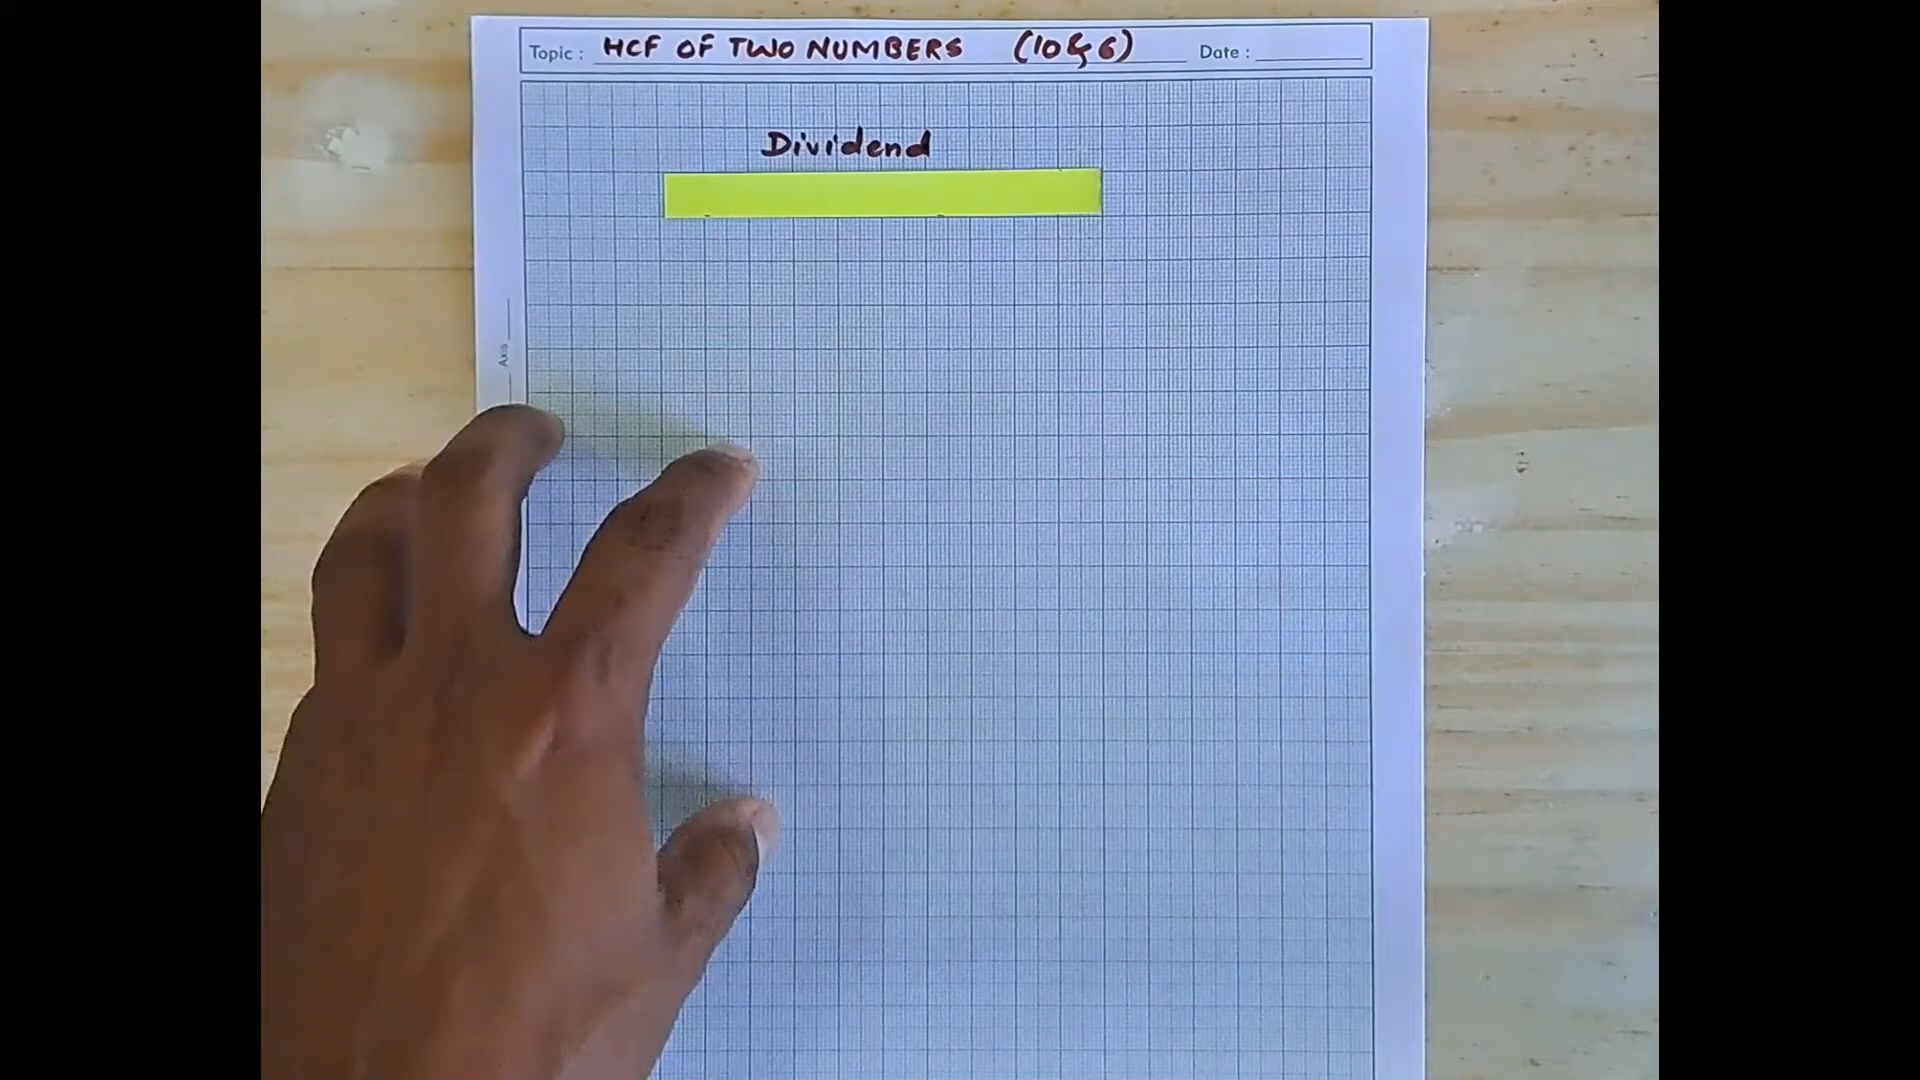 Topic : HCF OF TWO NUMBERS (10 & 6) Date :
Dividend
Axis